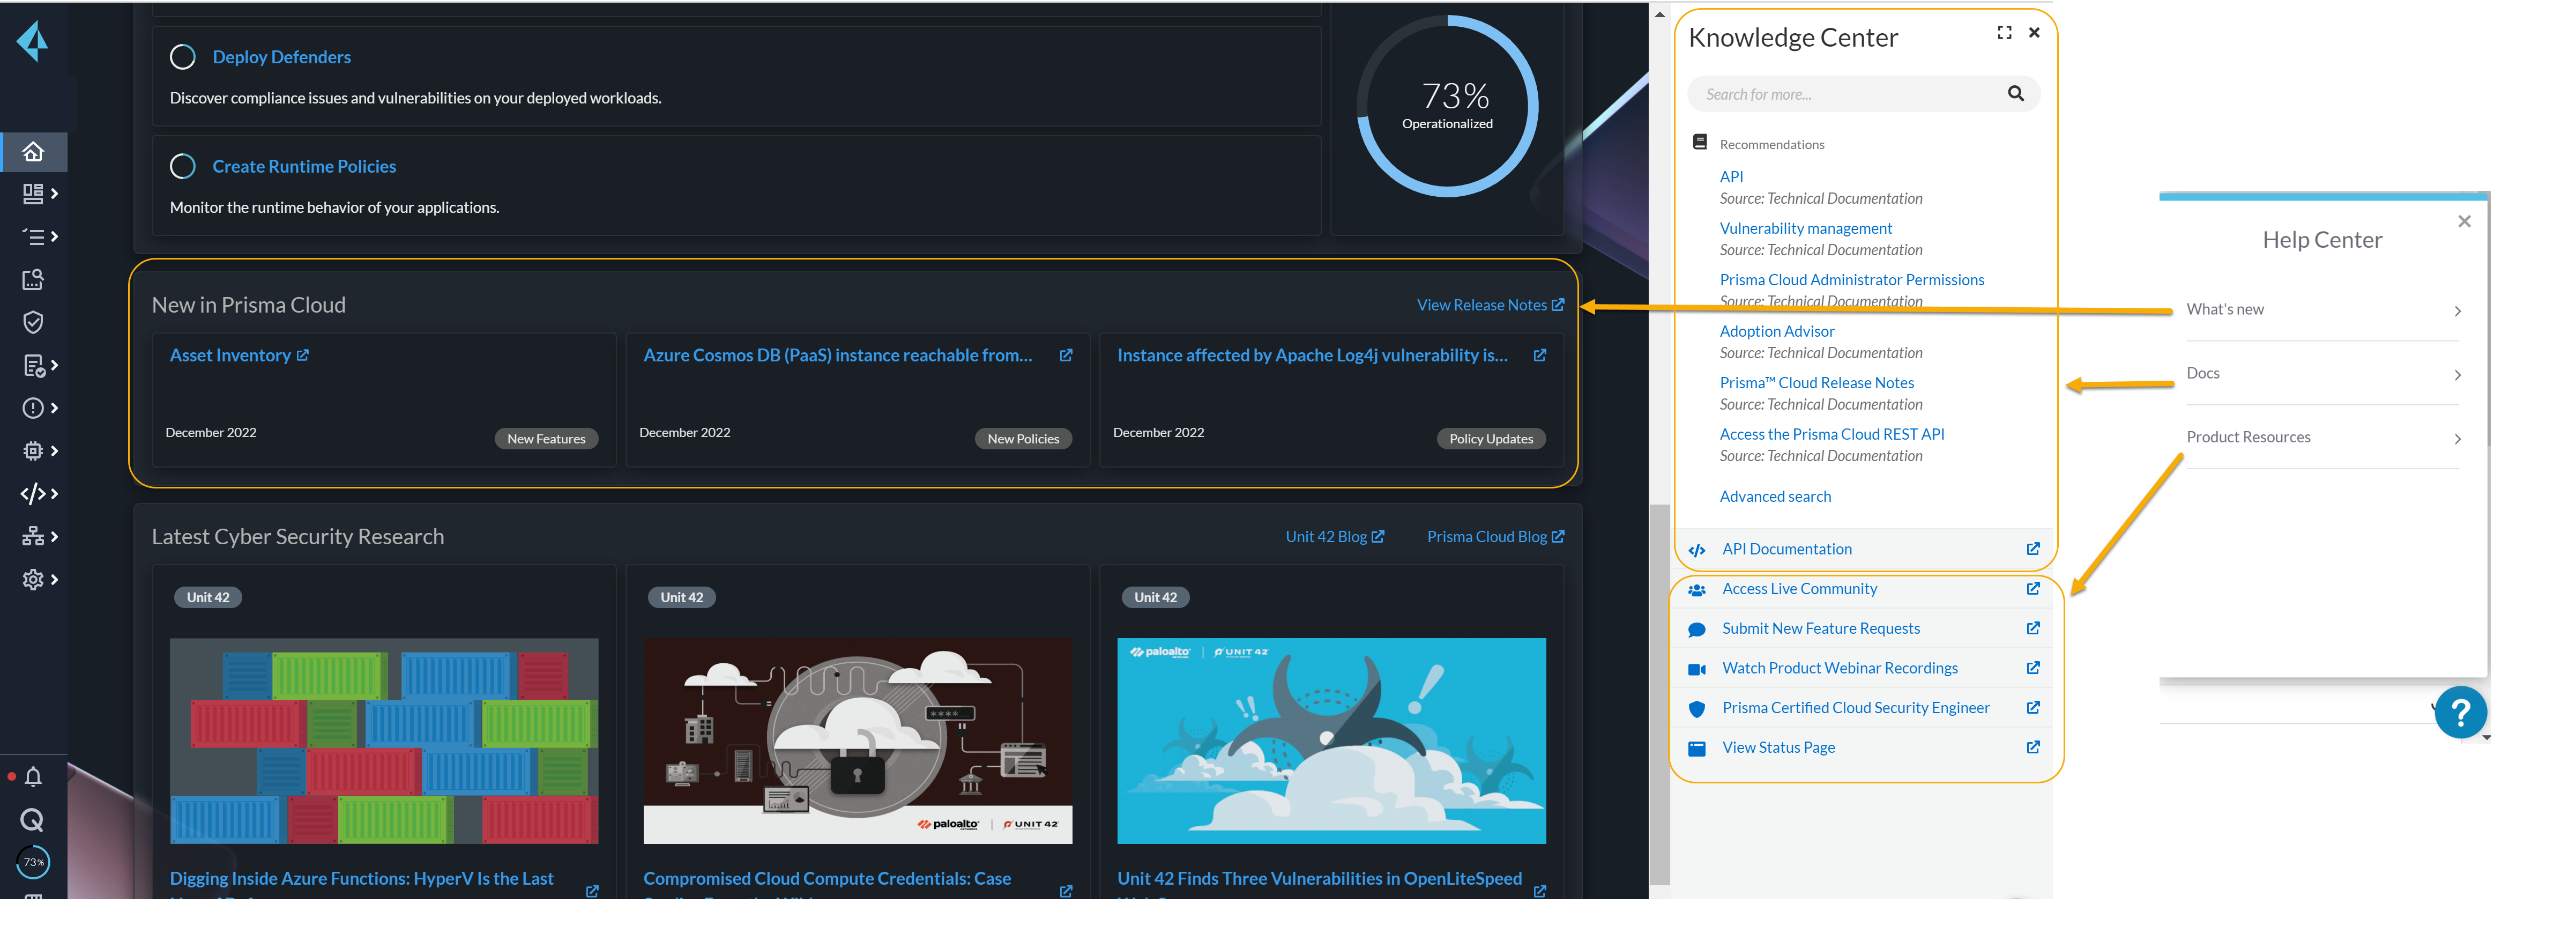 Deploy Defenders
Discover compliance issues and vulnerabilities on your deployed workloads.
Create Runtime Policies
Monitor the runtime behavior of your applications.
73%
Operationalized
New in Prisma Cloud
View Release Notes
Asset Inventory
December 2022
New Features
Azure Cosmos DB (PaaS) instance reachable from...
December 2022
New Policies
Instance affected by Apache Log4j vulnerability is...
December 2022
Policy Updates
Latest Cyber Security Research
Unit 42 Blog
Prisma Cloud Blog
Unit 42
Digging Inside Azure Functions: HyperV Is the Last
Unit 42
****
paloalto
NETWORKS
UNIT 42
Compromised Cloud Compute Credentials: Case
Unit 42
paloalto
UNIT 42
Unit 42 Finds Three Vulnerabilities in OpenLiteSpeed
73%
Knowledge Center
Search for more...
Recommendations
API
Source: Technical Documentation
Vulnerability management
Source: Technical Documentation
Prisma Cloud Administrator Permissions
Source: Technical Documentation
Adoption Advisor
Source: Technical Documentation
Prisma™ Cloud Release Notes
Source: Technical Documentation
Access the Prisma Cloud REST API
Source: Technical Documentation
Advanced search
API Documentation
Access Live Community
Submit New Feature Requests
Watch Product Webinar Recordings
Prisma Certified Cloud Security Engineer
View Status Page
Help Center
What's new
Docs
Product Resources
?